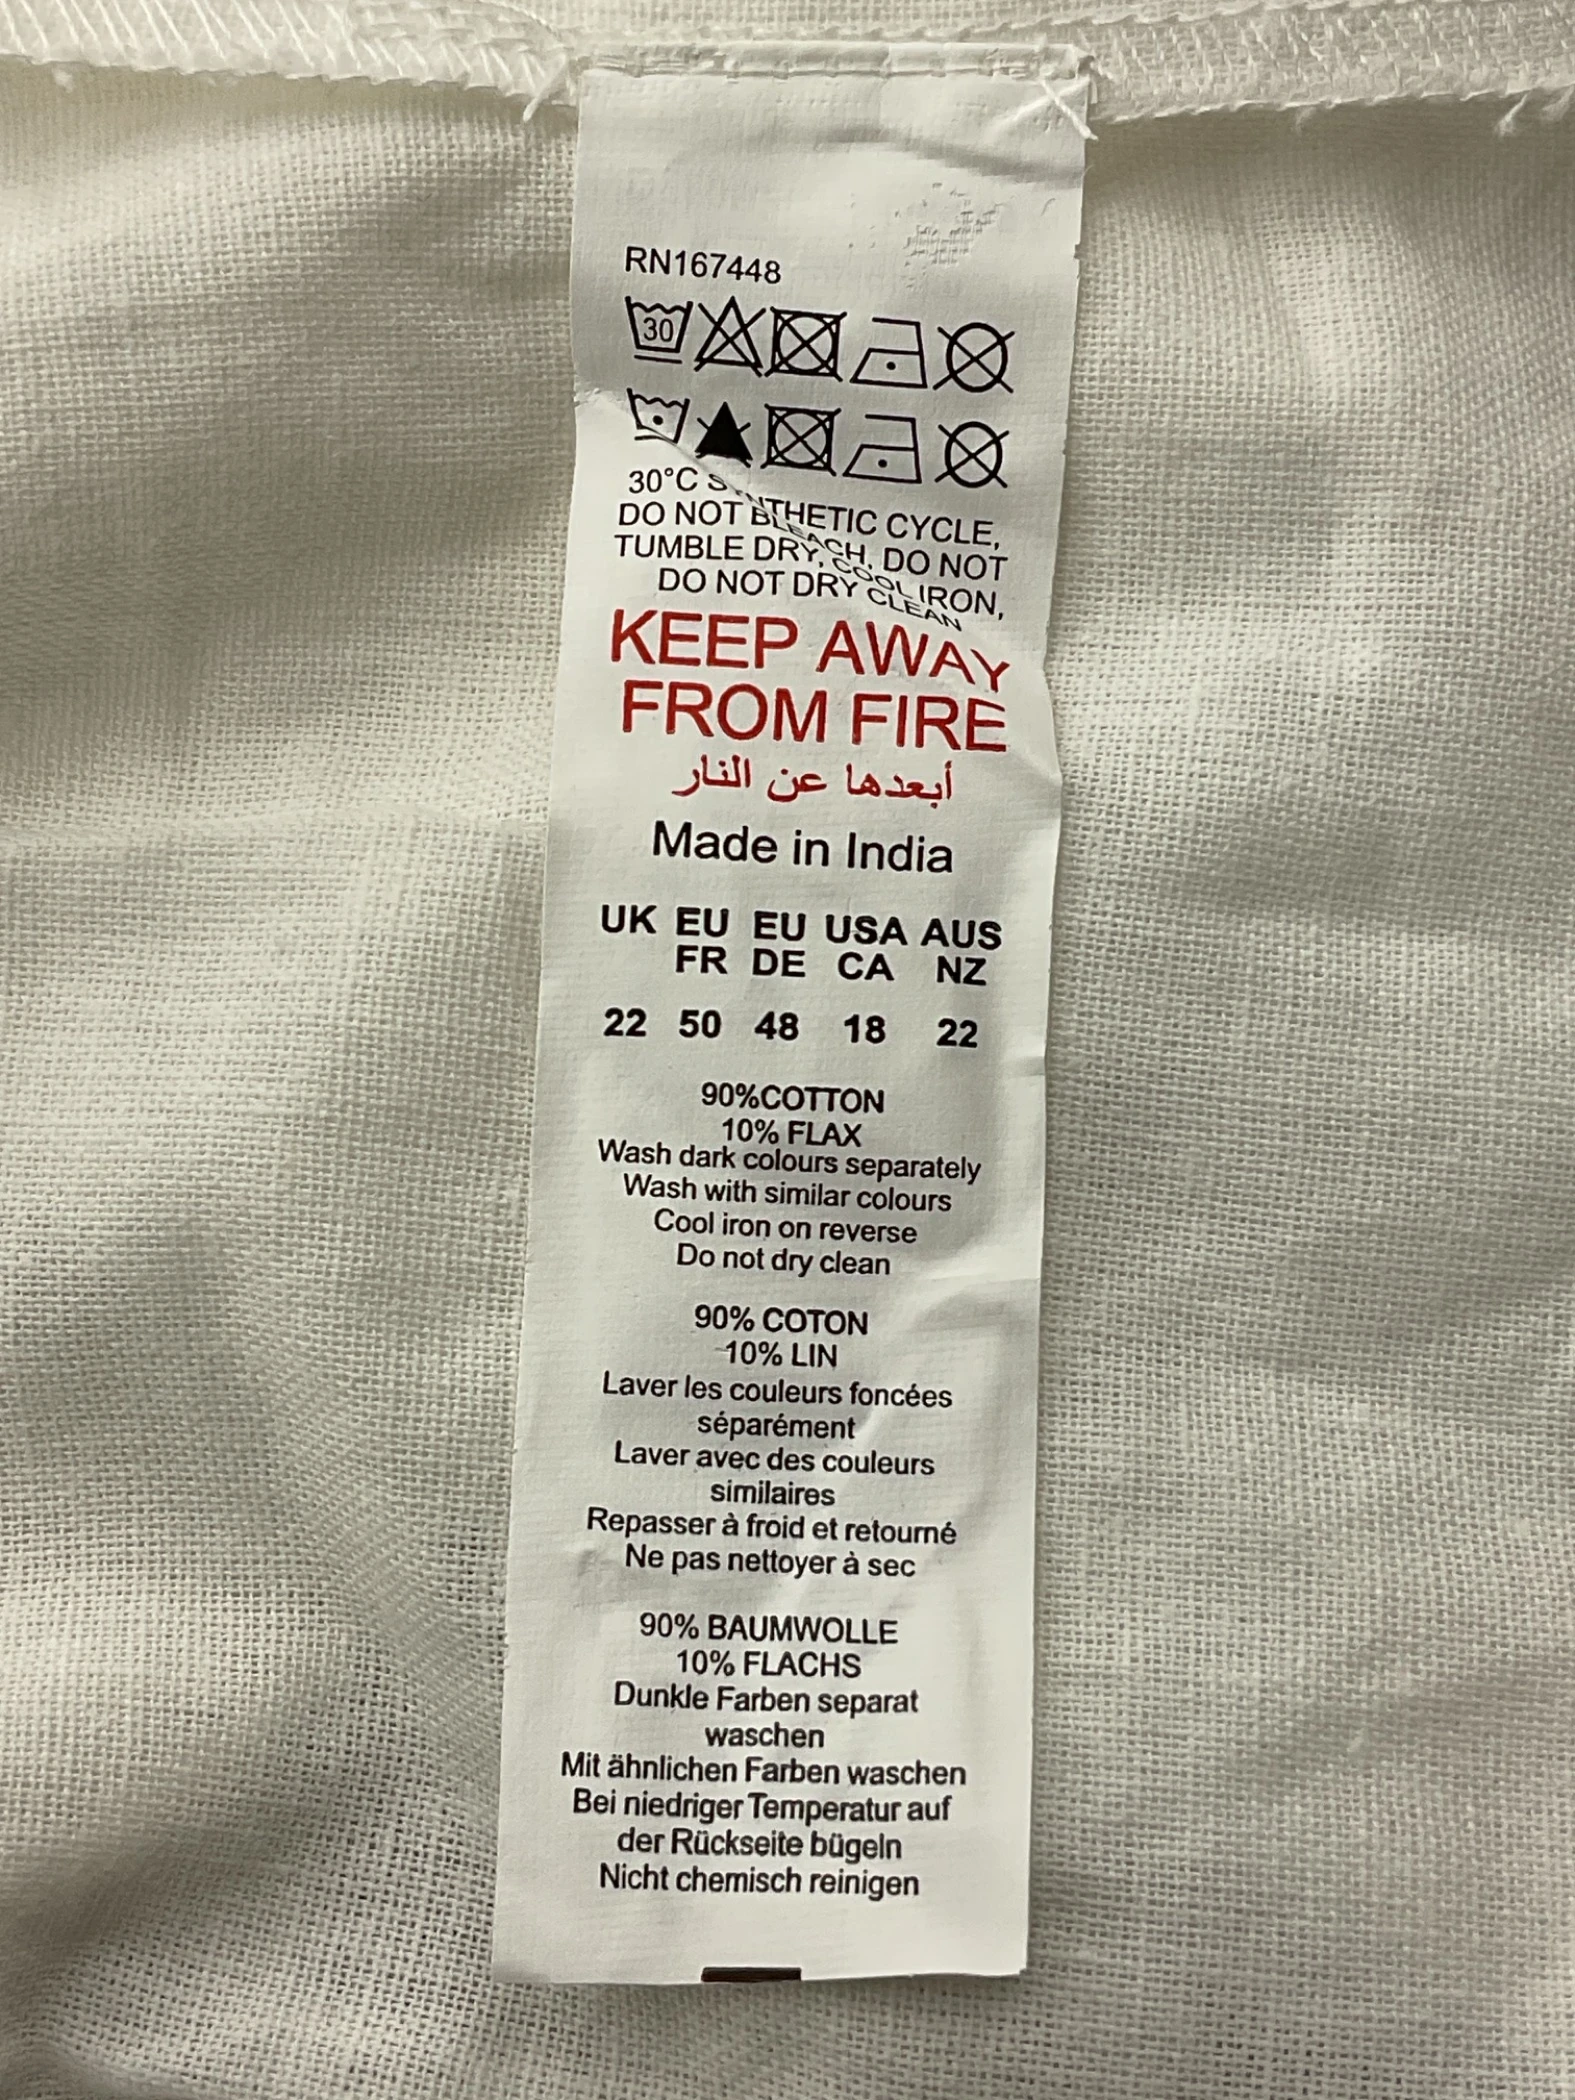 RN167448
30
30°C SYNTHETIC CYCLE,
DO NOT BLEACH, DO NOT
TUMBLE DRY, COOL IRON,
DO NOT DRY CLEAN
KEEP AWAY
FROM FIRE
أبعدها عن النار
Made in India
UK EU EU USA AUS
FR DE CA NZ
22 50 48 18 22
90%COTTON
10% FLAX
Wash dark colours separately
Wash with similar colours
Cool iron on reverse
Do not dry clean
90% COTON
10% LIN
Laver les couleurs foncées
séparément
Laver avec des couleurs
similaires
Repasser à froid et retourné
Ne pas nettoyer à sec
90% BAUMWOLLE
10% FLACHS
Dunkle Farben separat
waschen
Mit ähnlichen Farben waschen
Bei niedriger Temperatur auf
der Rückseite bügeln
Nicht chemisch reinigen